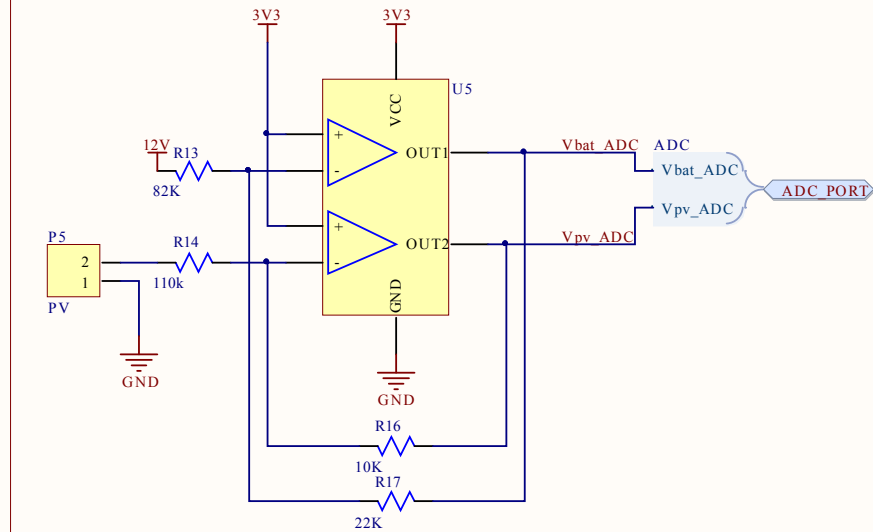 3V3
3V3
U5
VCC
+
OUT1
-
12V
R13
82K
Vbat_ADC
ADC
Vbat_ADC
ADC_PORT
Vpv_ADC
P5
2
1
PV
R14
110k
+
OUT2
-
Vpv_ADC
GND
GND
GND
R16
10K
R17
22K